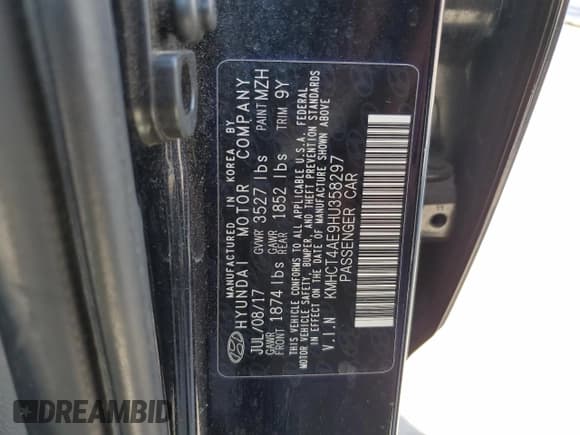 MANUFACTURED IN KOREA, BY
HYUNDAI MOTOR COMPANY
JUL/08/17 GVWR 3527 lbs PAINT MZH
GAWR FRONT 1874 lbs GAWR REAR 1852 lbs TRIM 9Y
THIS VEHICLE CONFORMS TO ALL APPLICABLE U.S.A. FEDERAL
MOTOR VEHICLE SAFETY, BUMPER, AND THEFT PREVENTION STANDARDS
IN EFFECT ON THE DATE OF MANUFACTURE SHOWN ABOVE
V.I.N KMHCT4AE9HU358297
PASSENGER CAR
DREAMBID